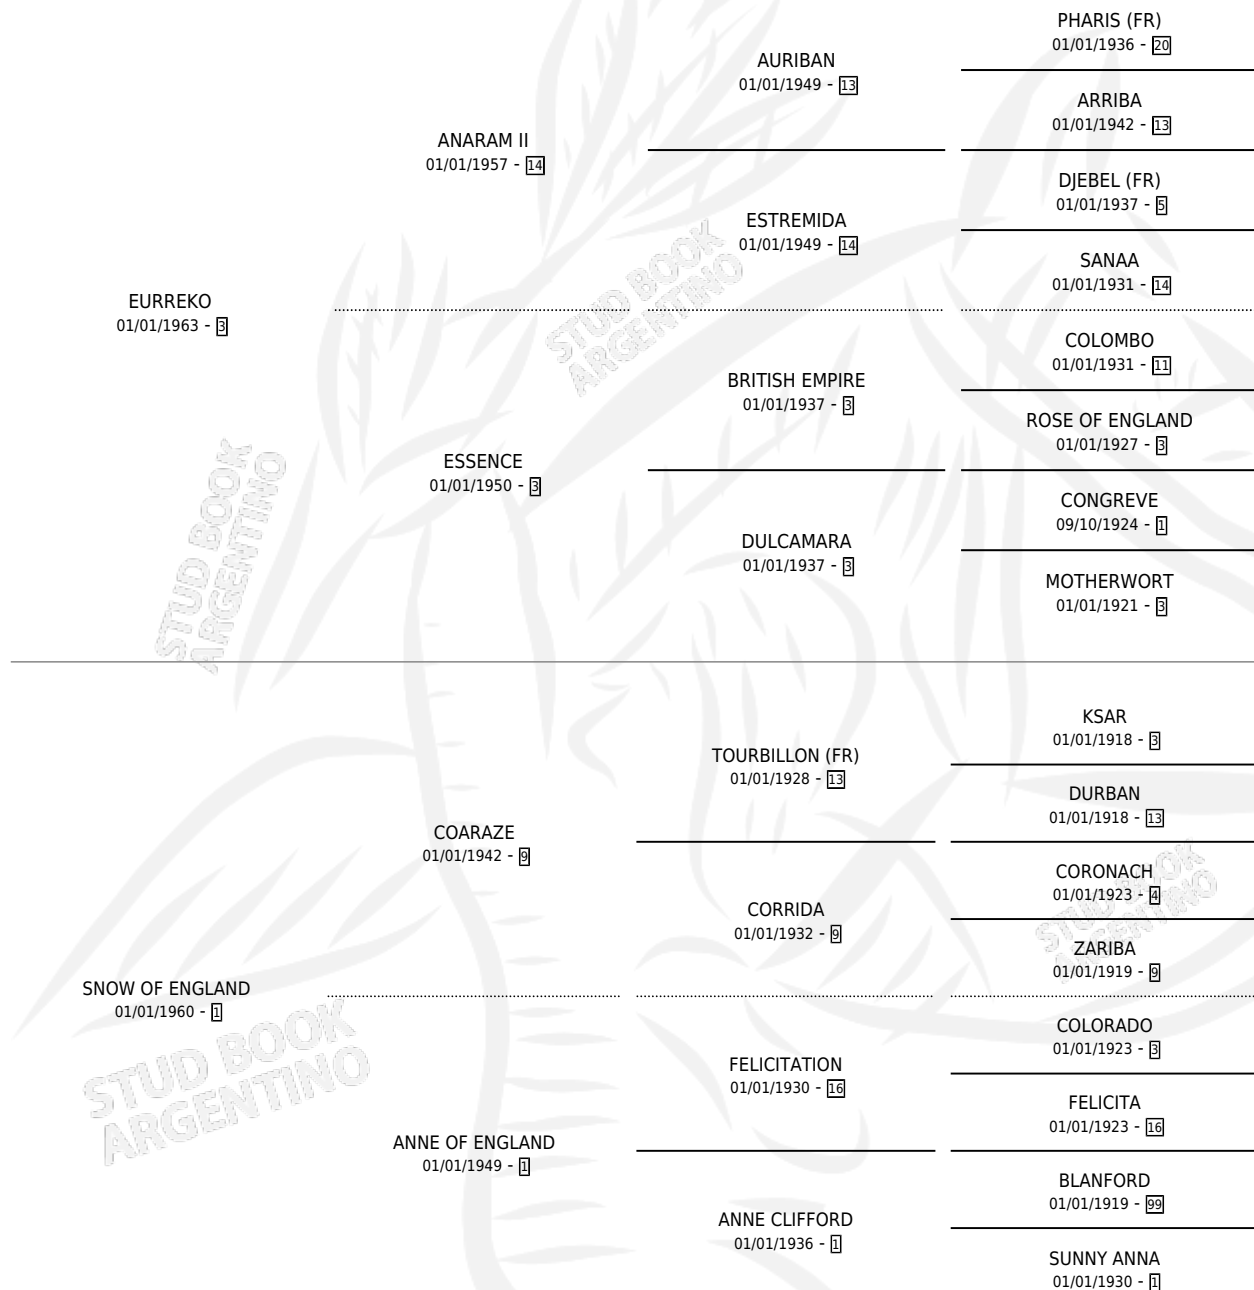 PHARIS (FR)
01/01/1936 - 20
AURIBAN
01/01/1949 - 13
ARRIBA
01/01/1942 - 13
ANARAM II
01/01/1957 - 14
DJEBEL (FR)
01/01/1937 - 5
ESTREMIDA
01/01/1949 - 14
SANAA
01/01/1931 - 14
EURREKO
01/01/1963 - 3
COLOMBO
01/01/1931 - 11
BRITISH EMPIRE
01/01/1937 - 3
ROSE OF ENGLAND
01/01/1927 - 3
ESSENCE
01/01/1950 - 3
CONGREVE
09/10/1924 - 1
DULCAMARA
01/01/1937 - 3
MOTHERWORT
01/01/1921 - 3
KSAR
01/01/1918 - 3
TOURBILLON (FR)
01/01/1928 - 13
DURBAN
01/01/1918 - 13
COARAZE
01/01/1942 - 9
CORONACH
01/01/1923 - 4
CORRIDA
01/01/1932 - 9
ZARIBA
01/01/1919 - 9
SNOW OF ENGLAND
01/01/1960 - 1
COLORADO
01/01/1923 - 3
FELICITATION
01/01/1930 - 16
FELICITA
01/01/1923 - 16
ANNE OF ENGLAND
01/01/1949 - 1
BLANFORD
01/01/1919 - 99
ANNE CLIFFORD
01/01/1936 - 1
SUNNY ANNA
01/01/1930 - 1
STUD BOOK
ARGENTINO
STUD BOOK
ARGENTINO
STUD BOOK
ARGENTINO
STUD BOOK
ARGENTINO